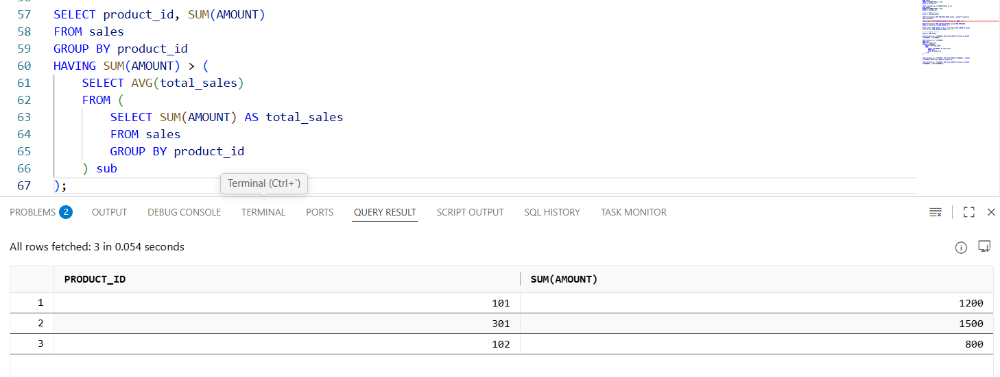 57 SELECT product_id, SUM(AMOUNT)
58 FROM sales
59 GROUP BY product_id
60 HAVING SUM(AMOUNT) > (
61 SELECT AVG(total_sales)
62 FROM (
63 SELECT SUM(AMOUNT) AS total_sales
64 FROM sales
65 GROUP BY product_id
66 ) sub
67 );
Terminal (Ctrl+`)
PROBLEMS 2 OUTPUT DEBUG CONSOLE TERMINAL PORTS QUERY RESULT SCRIPT OUTPUT SQL HISTORY TASK MONITOR
All rows fetched: 3 in 0.054 seconds
PRODUCT_ID SUM(AMOUNT)
1 101 1200
2 301 1500
3 102 800